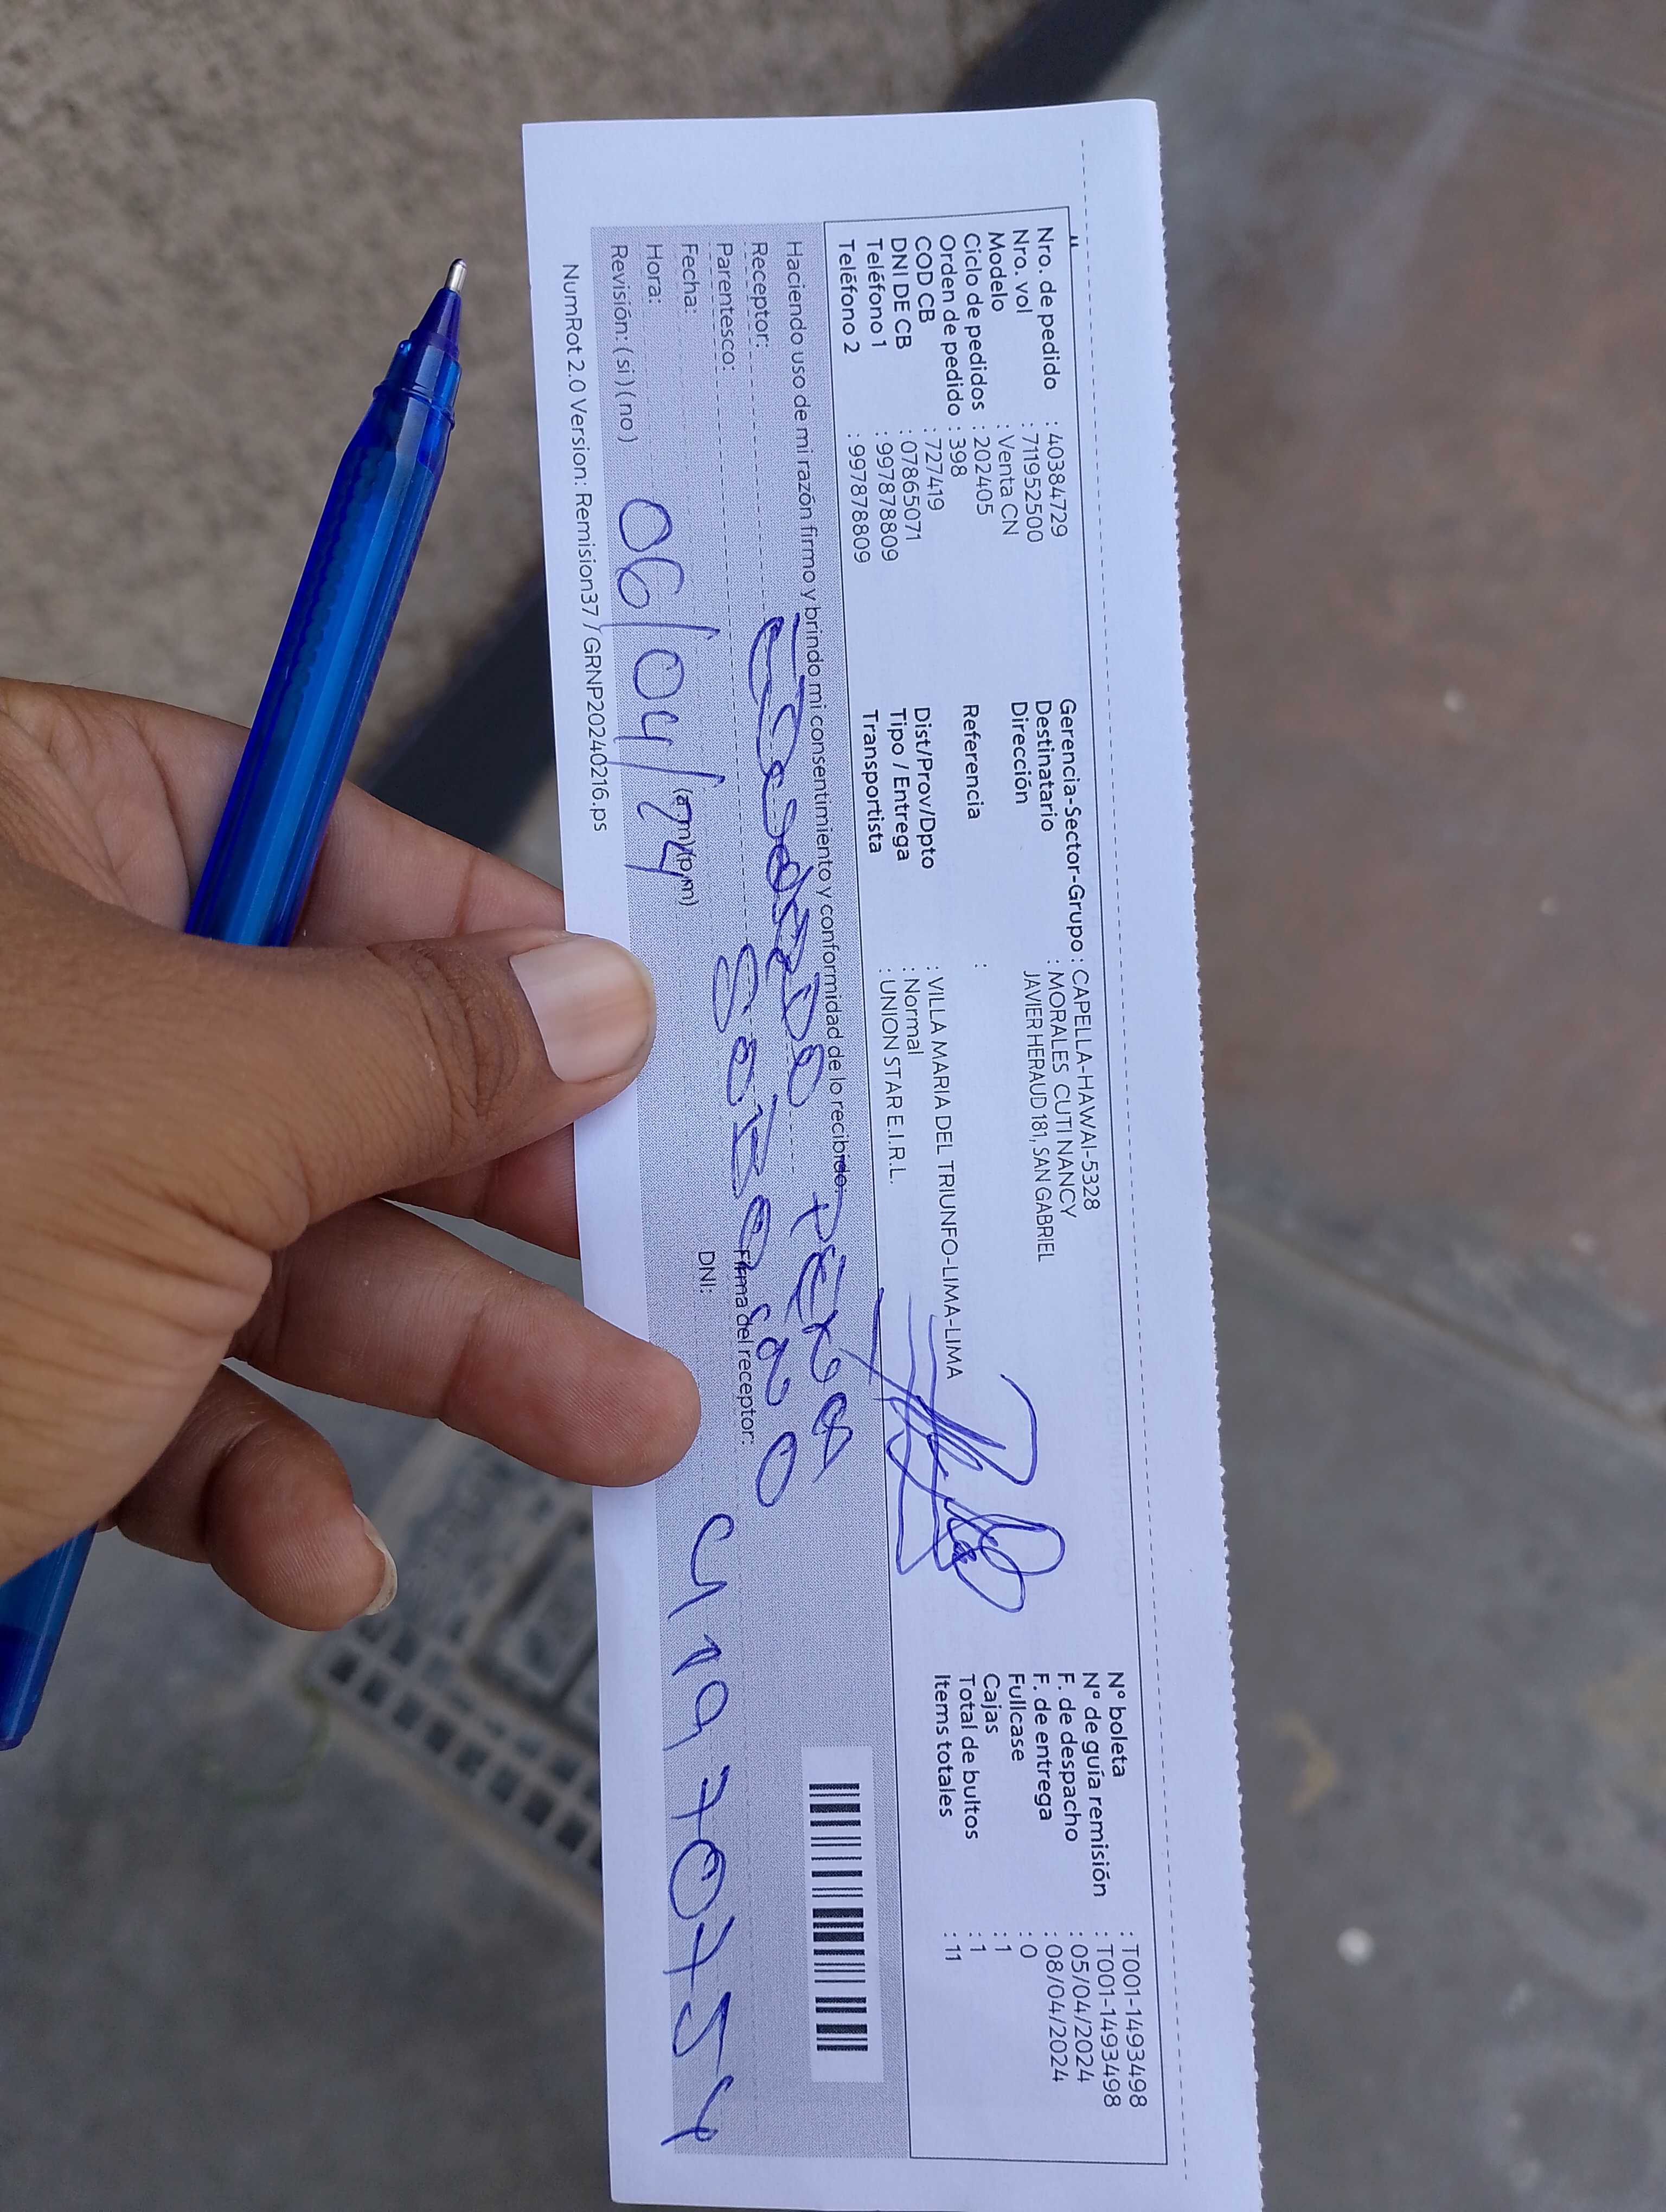 Nro. de pedido : 40384729
Nro. vol : 711952500
Modelo : Venta CN
Ciclo de pedidos : 202405
Orden de pedido : 398
COD CB : 727419
DNI DE CB : 07865071
Teléfono 1 : 997878809
Teléfono 2 : 997878809
Gerencia-Sector-Grupo : CAPELLA-HAWAI-5328
Destinatario : MORALES CUTI NANCY
Dirección JAVIER HERAUD 181, SAN GABRIEL
Referencia :
Dist/Prov/Dpto : VILLA MARIA DEL TRIUNFO-LIMA-LIMA
Tipo / Entrega : Normal
Transportista : UNION STAR E.I.R.L.
N° boleta : T001-1493498
N° de guía remisión : T001-1493498
F. de despacho : 05/04/2024
F. de entrega : 08/04/2024
Fullcase : 0
Cajas : 1
Total de bultos : 1
Items totales : 11
Haciendo uso de mi razón firmo y brindo mi consentimiento y conformidad de lo recibido.
Receptor:
Parentesco:
Fecha:
Hora: (am)(pm)
Revisión: (si) (no)
06/04/24
Firma del receptor:
DNI: 41970754
NumRot 2.0 Version: Remision37 / GRNP20240216.ps